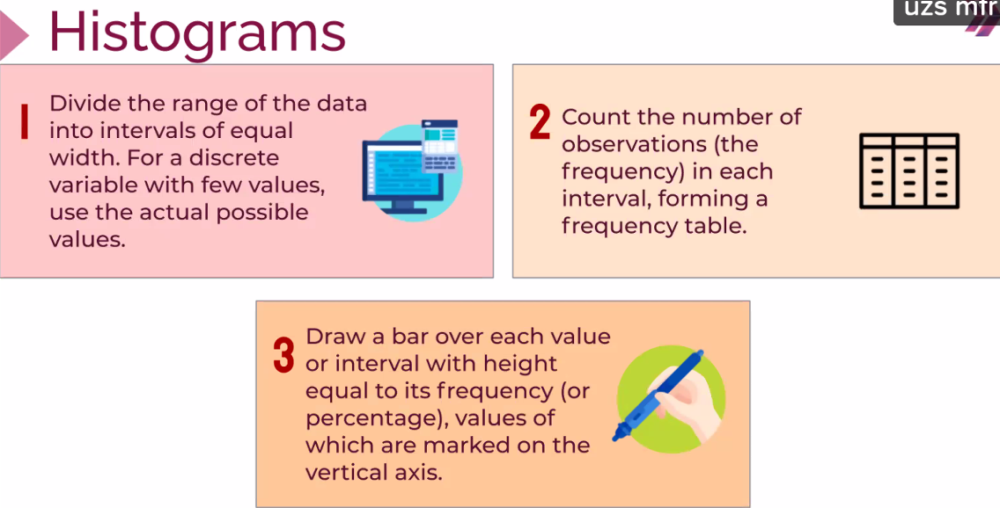 Histograms
uzs mfr
1
Divide the range of the data
into intervals of equal
width. For a discrete
variable with few values,
use the actual possible
values.
2
Count the number of
observations (the
frequency) in each
interval, forming a
frequency table.
3
Draw a bar over each value
or interval with height
equal to its frequency (or
percentage), values of
which are marked on the
vertical axis.